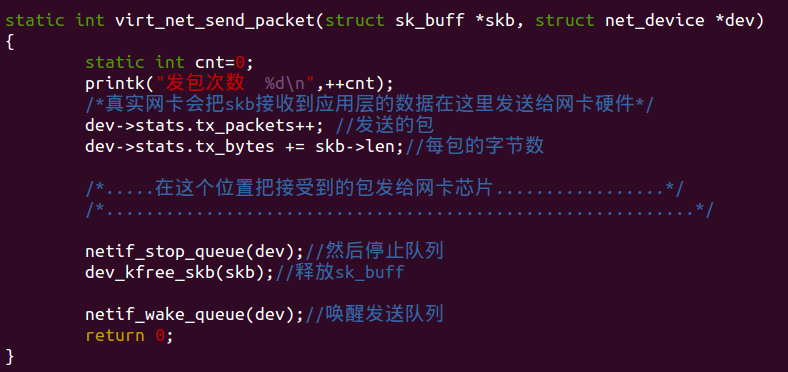 static int virt_net_send_packet(struct sk_buff *skb, struct net_device *dev)
{
        static int cnt=0;
        printk("发包次数  %d\n",++cnt);
        /*真实网卡会把skb接收到应用层的数据在这里发送给网卡硬件*/
        dev->stats.tx_packets++; //发送的包
        dev->stats.tx_bytes += skb->len;//每包的字节数
        /*.....在这个位置把接受到的包发给网卡芯片.................*/
        /*...........................................................*/
        netif_stop_queue(dev);//然后停止队列
        dev_kfree_skb(skb);//释放sk_buff
        netif_wake_queue(dev);//唤醒发送队列
        return 0;
}